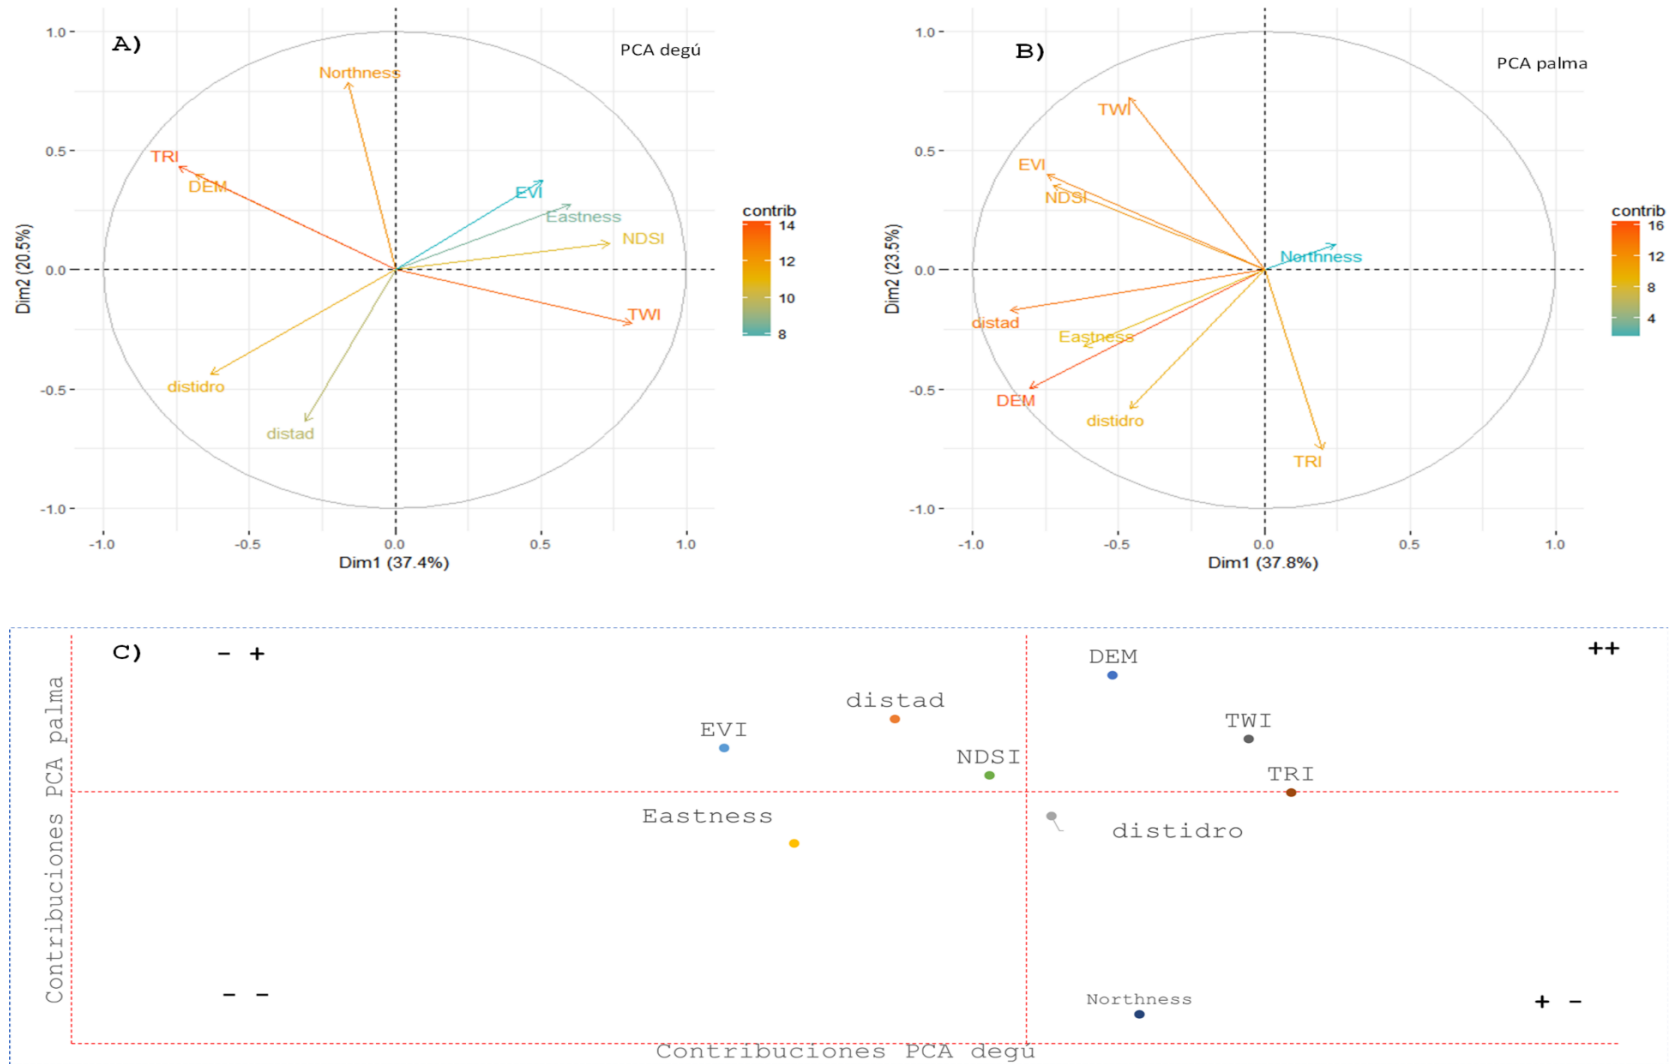 A)
PCA degú
1.0
0.5
0.0
-0.5
-1.0
Dim2 (20.5%)
Northness
TRI
DEM
EVI
Eastness
NDSI
TWI
distidro
distad
-1.0
-0.5
0.0
0.5
1.0
Dim1 (37.4%)
contrib
14
12
10
8
B)
PCA palma
1.0
0.5
0.0
-0.5
-1.0
Dim2 (23.5%)
TWI
EVI
NDSI
Northness
distad
Eastness
DEM
distidro
TRI
-1.0
-0.5
0.0
0.5
1.0
Dim1 (37.8%)
contrib
16
12
8
4
C)
- +
++
Contribuciones PCA palma
DEM
distad
EVI
TWI
NDSI
TRI
Eastness
distidro
- -
Northness
+ -
Contribuciones PCA degú